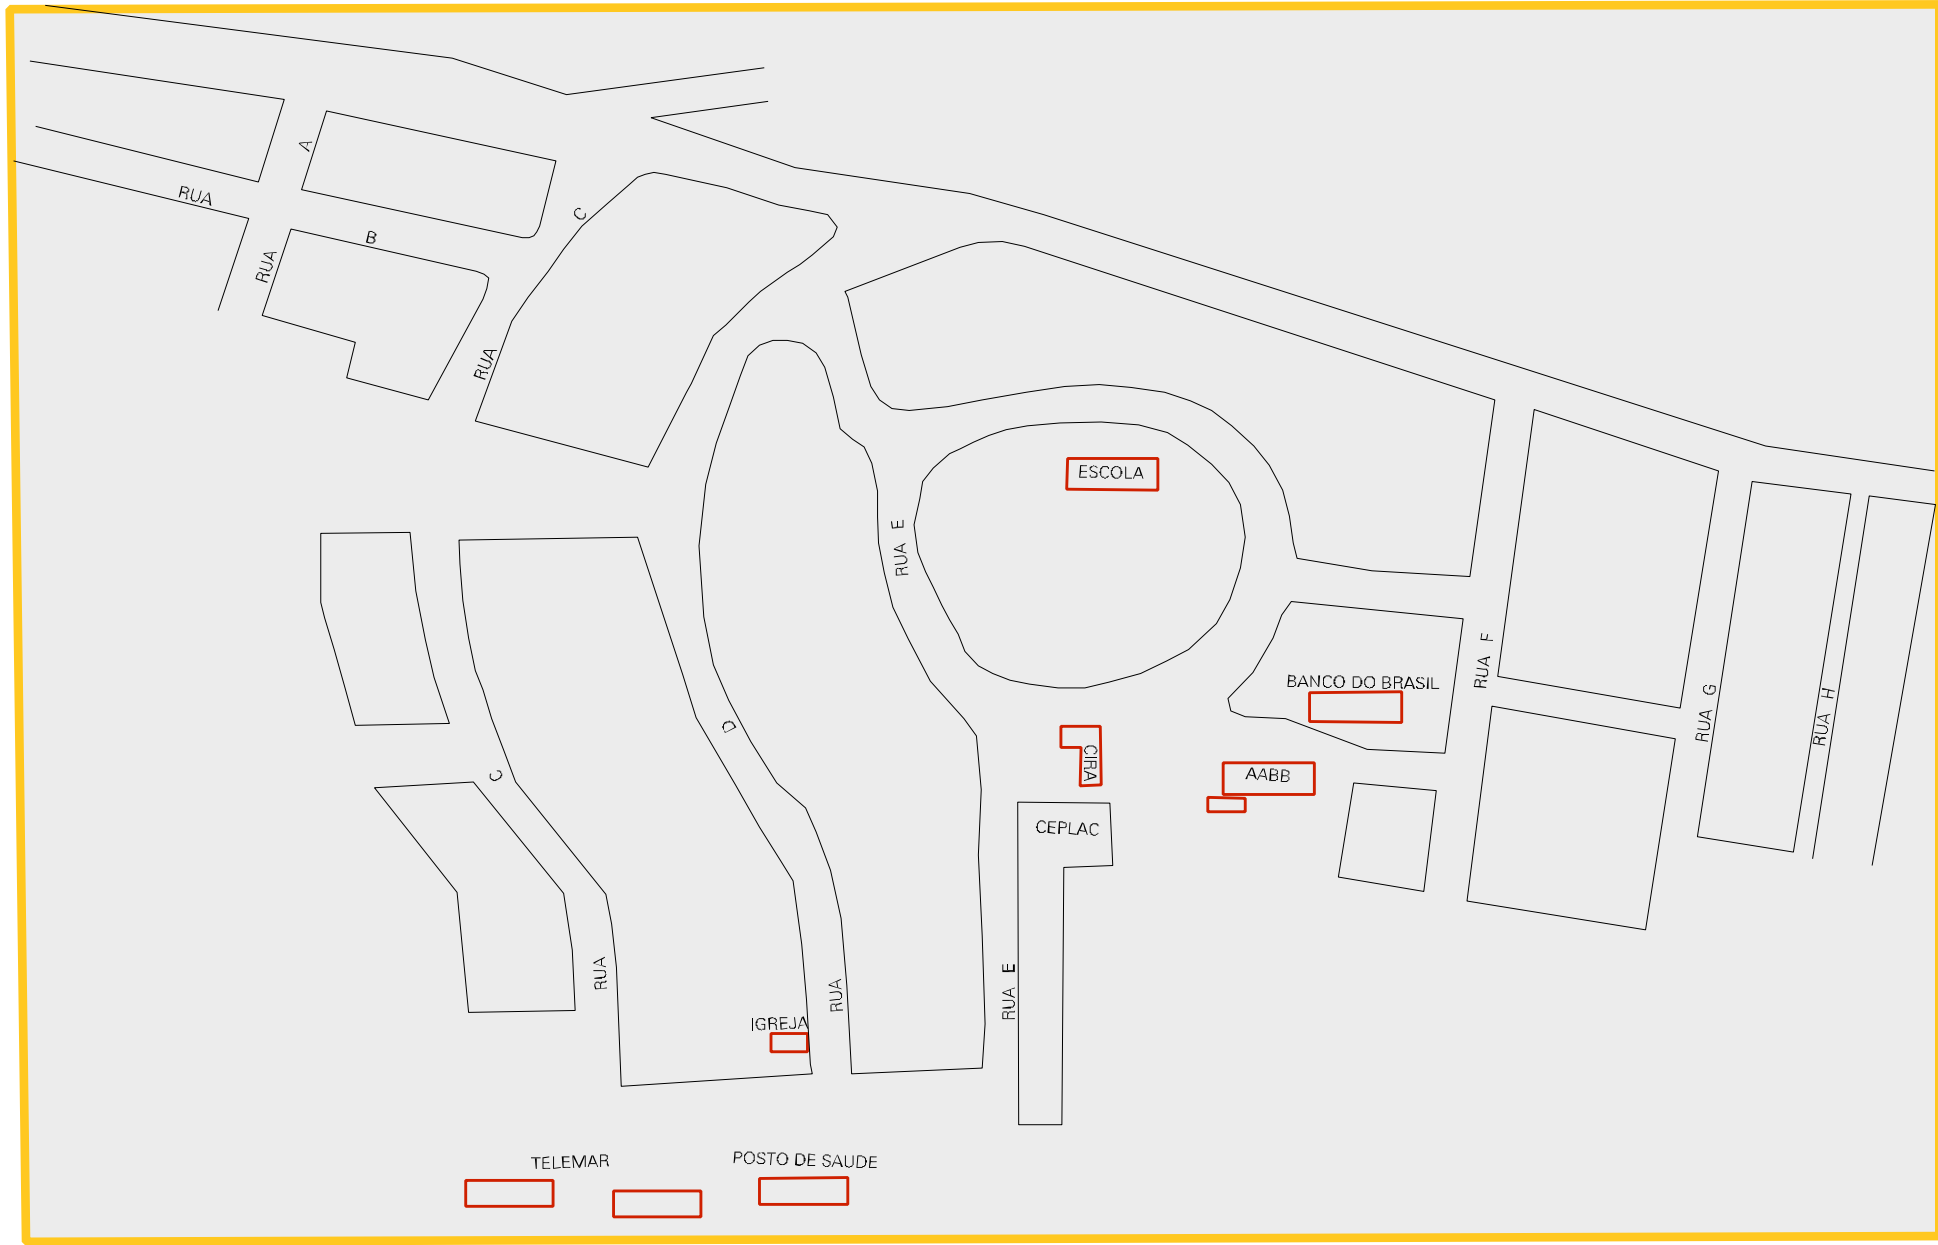 RUA A
RUA B
RUA C
ESCOLA
RUA E
BANCO DO BRASIL
RUA F
RUA G
RUA H
CIRA
AABB
RUA C
RUA D
CEPLAC
RUA E
IGREJA
TELEMAR
POSTO DE SAUDE